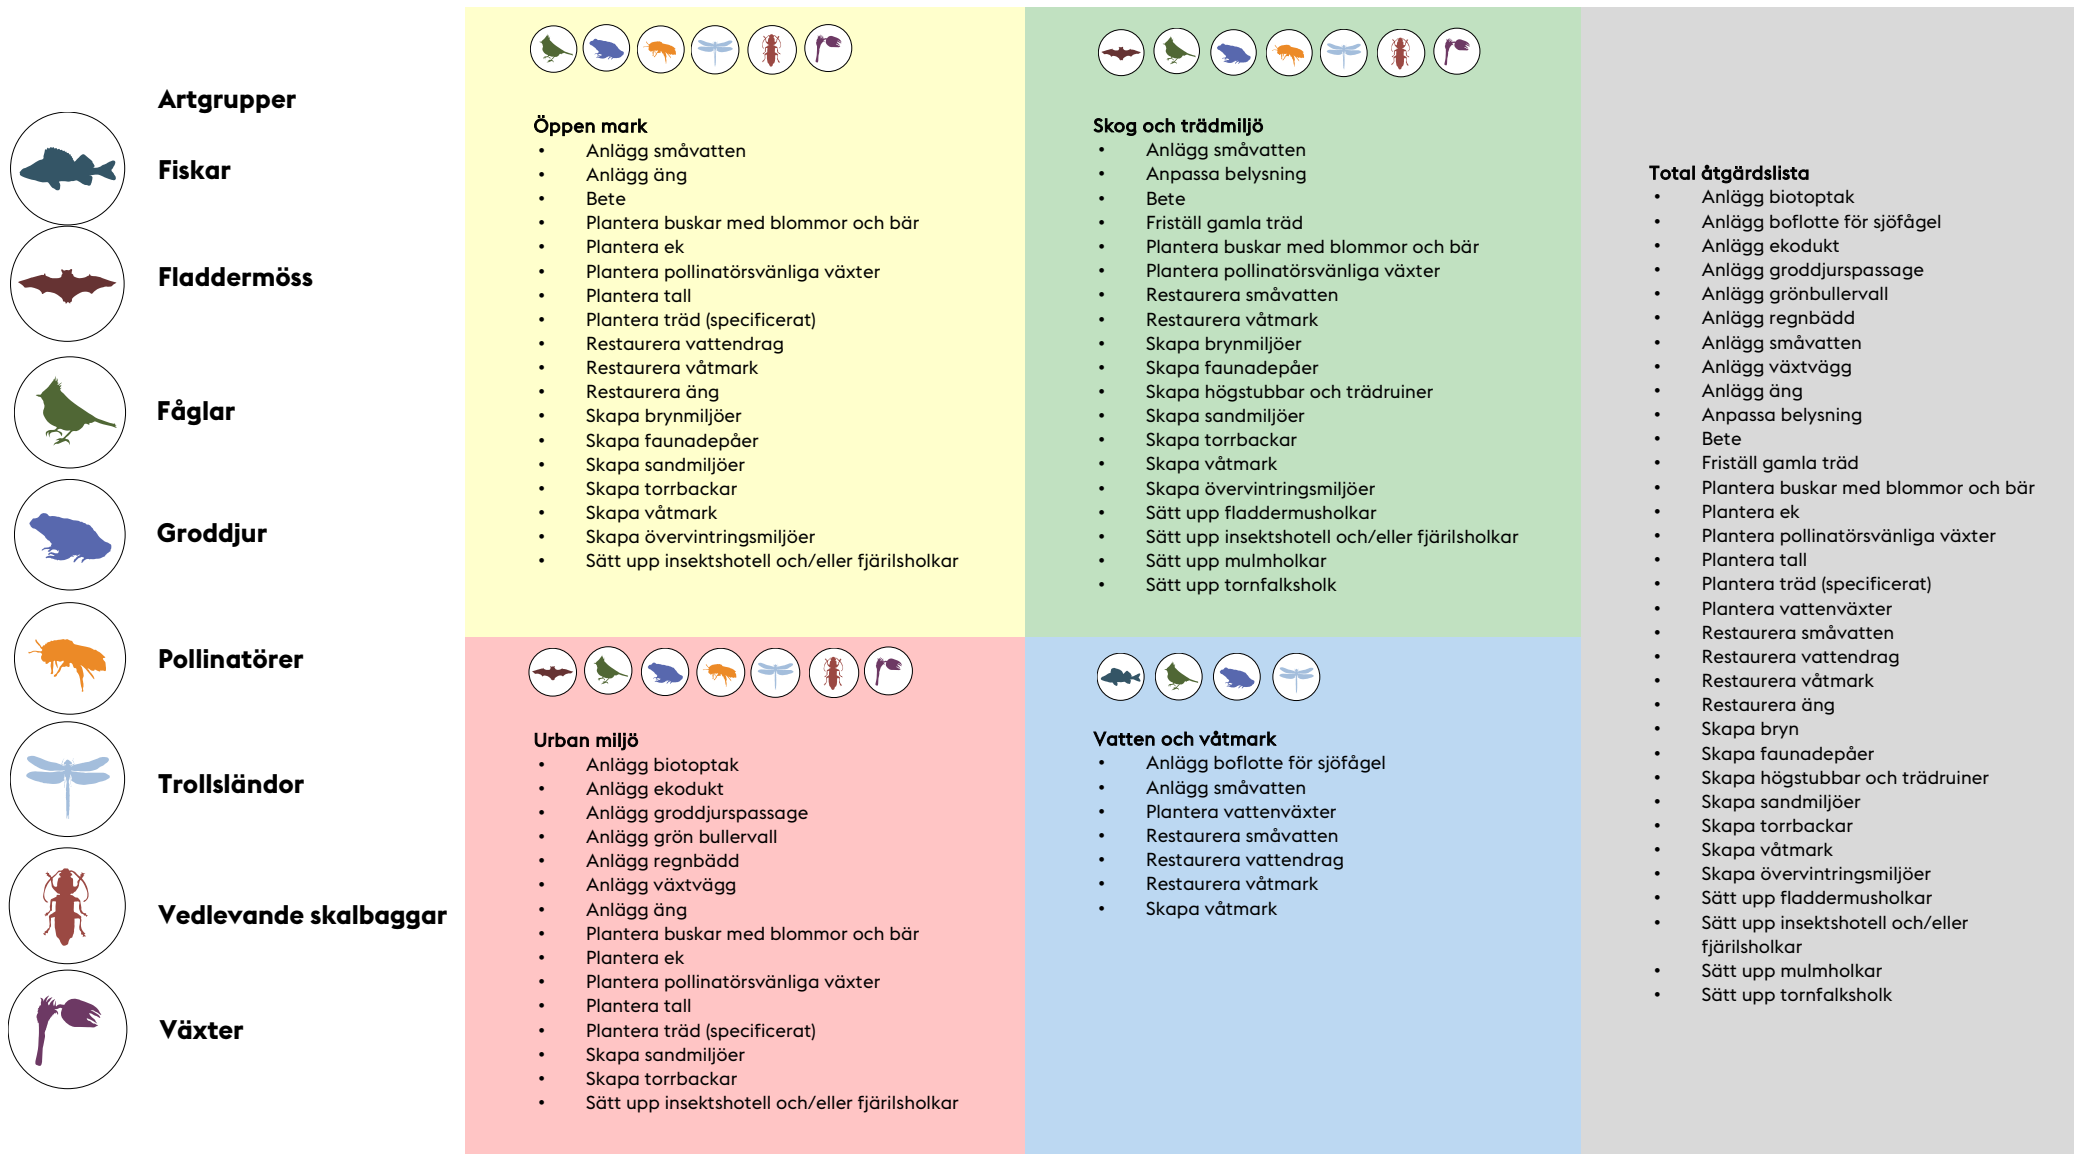 Artgrupper
Fiskar
Fladdermöss
Fåglar
Groddjur
Pollinatörer
Trollsländor
Vedlevande skalbaggar
Växter
Öppen mark
• Anlägg småvatten
• Anlägg äng
• Bete
• Plantera buskar med blommor och bär
• Plantera ek
• Plantera pollinatörsvänliga växter
• Plantera tall
• Plantera träd (specificerat)
• Restaurera vattendrag
• Restaurera våtmark
• Restaurera äng
• Skapa brynmiljöer
• Skapa faunadepåer
• Skapa sandmiljöer
• Skapa torrbackar
• Skapa våtmark
• Skapa övervintringsmiljöer
• Sätt upp insektshotell och/eller fjärilsholkar
Skog och trädmiljö
• Anlägg småvatten
• Anpassa belysning
• Bete
• Friställ gamla träd
• Plantera buskar med blommor och bär
• Plantera pollinatörsvänliga växter
• Restaurera småvatten
• Restaurera våtmark
• Skapa brynmiljöer
• Skapa faunadepåer
• Skapa högstubbar och trädruiner
• Skapa sandmiljöer
• Skapa torrbackar
• Skapa våtmark
• Skapa övervintringsmiljöer
• Sätt upp fladdermusholkar
• Sätt upp insektshotell och/eller fjärilsholkar
• Sätt upp mulmholkar
• Sätt upp tornfalksholk
Urban miljö
• Anlägg biotoptak
• Anlägg ekodukt
• Anlägg groddjurspassage
• Anlägg grön bullervall
• Anlägg regnbädd
• Anlägg växtvägg
• Anlägg äng
• Plantera buskar med blommor och bär
• Plantera ek
• Plantera pollinatörsvänliga växter
• Plantera tall
• Plantera träd (specificerat)
• Skapa sandmiljöer
• Skapa torrbackar
• Sätt upp insektshotell och/eller fjärilsholkar
Vatten och våtmark
• Anlägg boflotte för sjöfågel
• Anlägg småvatten
• Plantera vattenväxter
• Restaurera småvatten
• Restaurera vattendrag
• Restaurera våtmark
• Skapa våtmark
Total åtgärdslista
• Anlägg biotoptak
• Anlägg boflotte för sjöfågel
• Anlägg ekodukt
• Anlägg groddjurspassage
• Anlägg grönbullervall
• Anlägg regnbädd
• Anlägg småvatten
• Anlägg växtvägg
• Anlägg äng
• Anpassa belysning
• Bete
• Friställ gamla träd
• Plantera buskar med blommor och bär
• Plantera ek
• Plantera pollinatörsvänliga växter
• Plantera tall
• Plantera träd (specificerat)
• Plantera vattenväxter
• Restaurera småvatten
• Restaurera vattendrag
• Restaurera våtmark
• Restaurera äng
• Skapa bryn
• Skapa faunadepåer
• Skapa högstubbar och trädruiner
• Skapa sandmiljöer
• Skapa torrbackar
• Skapa våtmark
• Skapa övervintringsmiljöer
• Sätt upp fladdermusholkar
• Sätt upp insektshotell och/eller
fjärilsholkar
• Sätt upp mulmholkar
• Sätt upp tornfalksholk